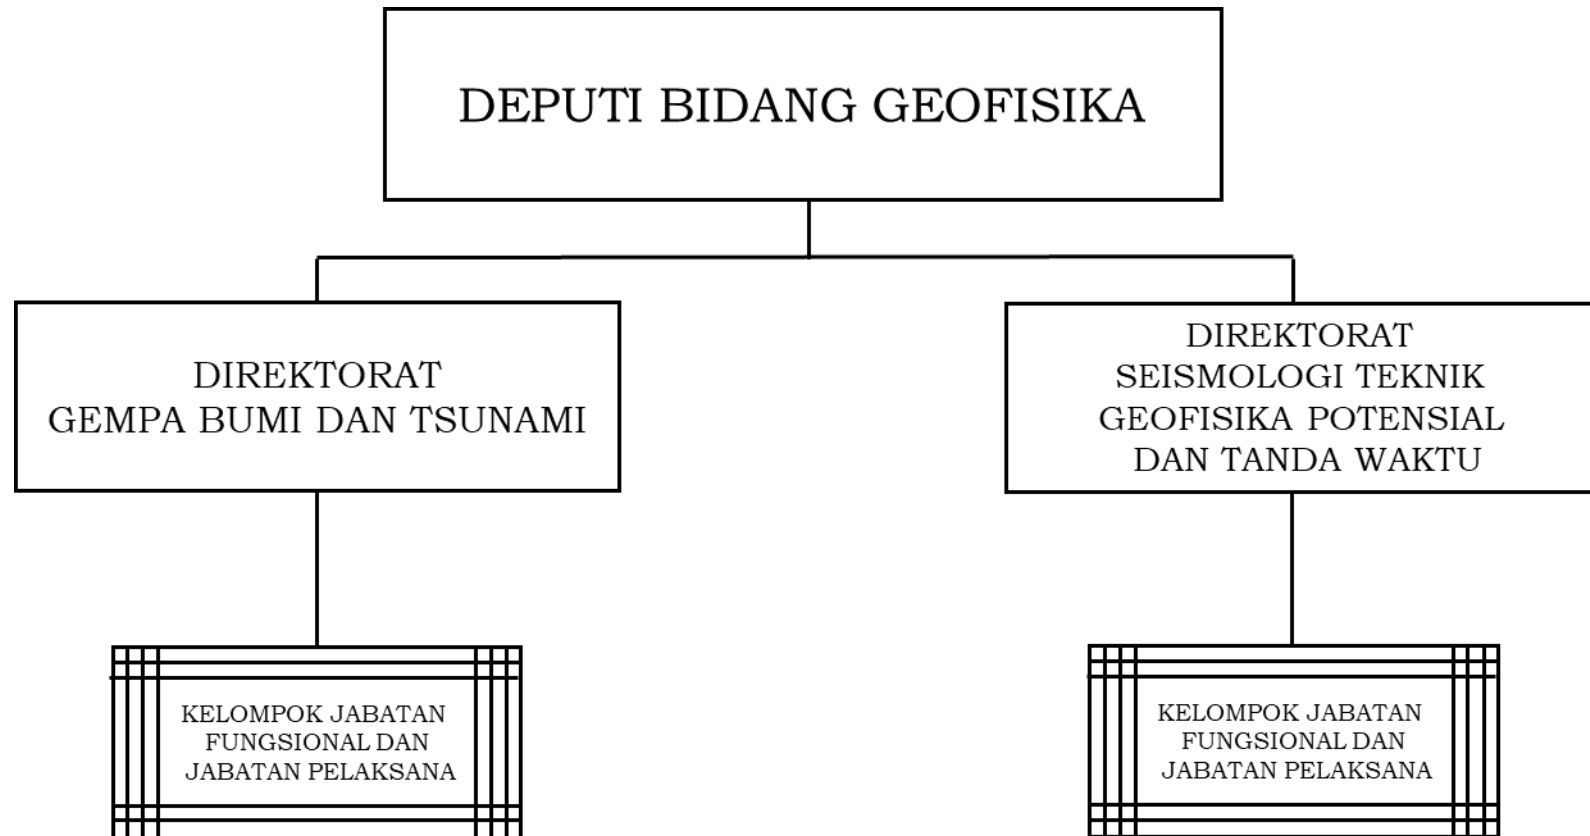 DEPUTI BIDANG GEOFISIKA
DIREKTORAT
GEMPA BUMI DAN TSUNAMI
DIREKTORAT
SEISMOLOGI TEKNIK
GEOFISIKA POTENSIAL
DAN TANDA WAKTU
KELOMPOK JABATAN
FUNGSIONAL DAN
JABATAN PELAKSANA
KELOMPOK JABATAN
FUNGSIONAL DAN
JABATAN PELAKSANA